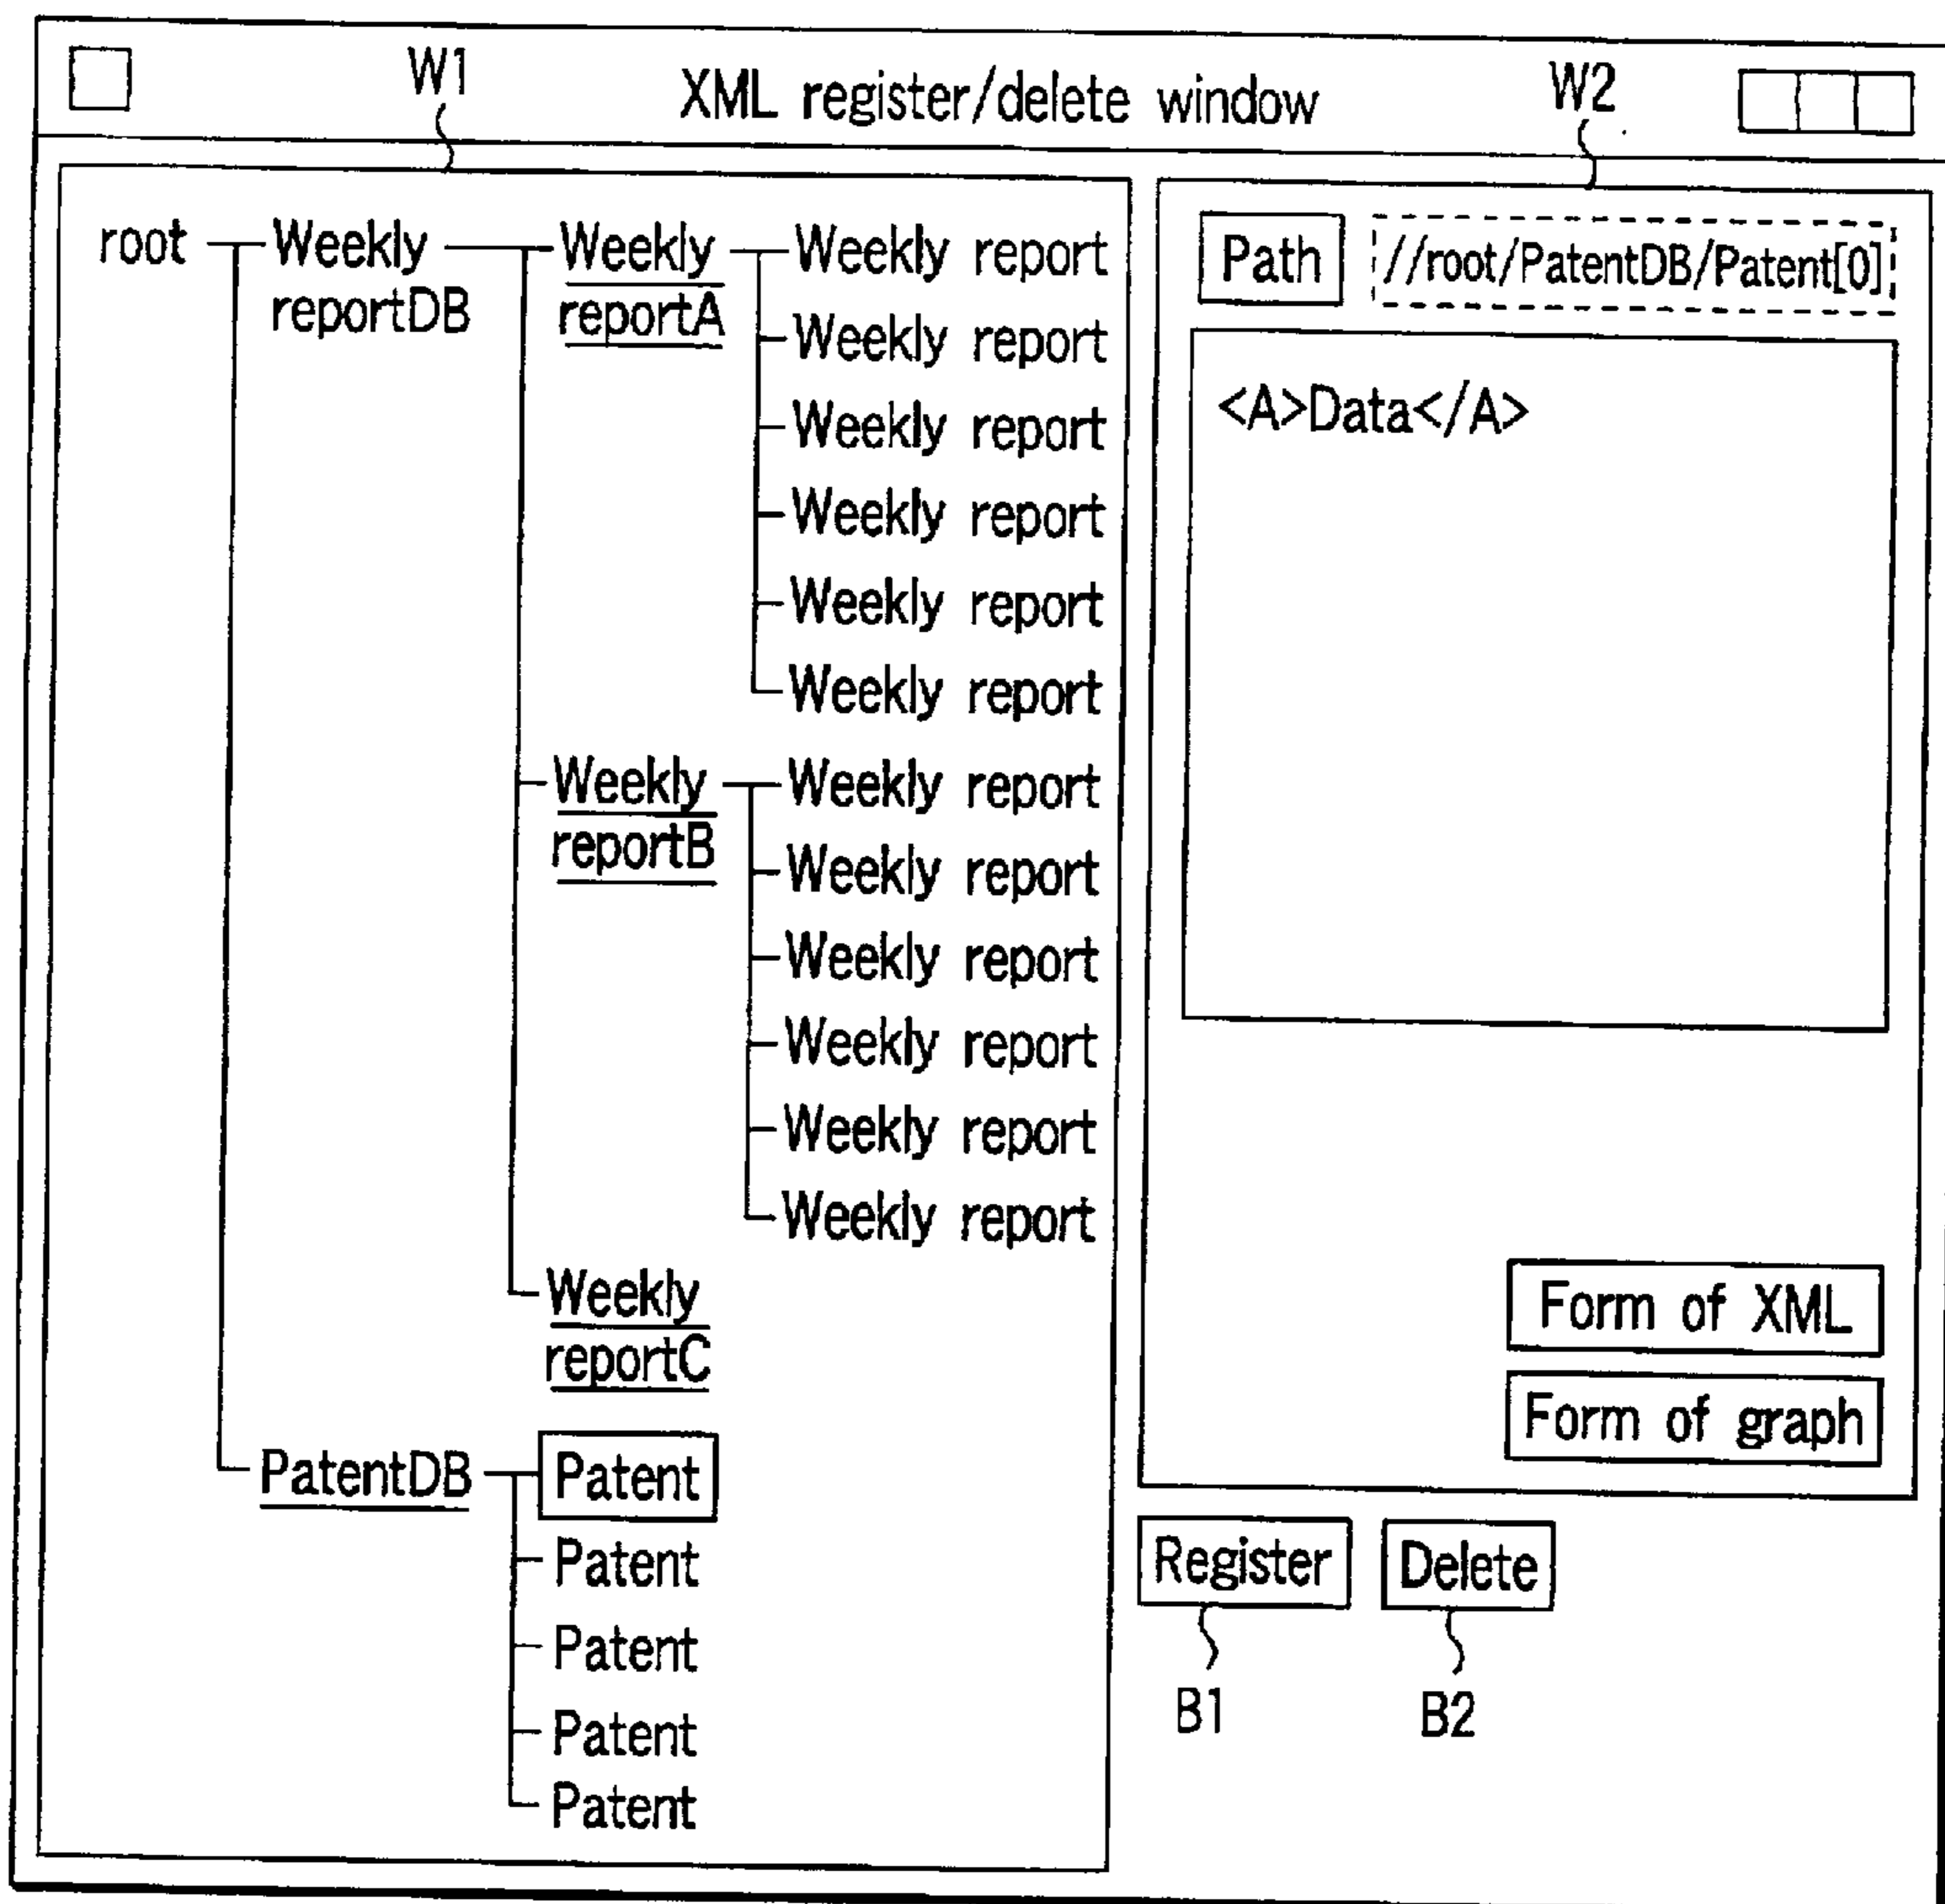 W1
XML register/delete window
W2
root
Weekly
reportDB
Weekly
reportA
Weekly report
Weekly report
Weekly report
Weekly report
Weekly report
Weekly report
Weekly
reportB
Weekly report
Weekly report
Weekly report
Weekly report
Weekly report
Weekly report
Weekly
reportC
PatentDB
Patent
Patent
Patent
Patent
Patent
Path
//root/PatentDB/Patent[0]
<A>Data</A>
Form of XML
Form of graph
Register
Delete
B1
B2